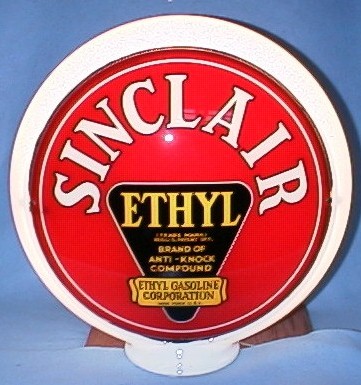 SINCLAIR
ETHYL
BRAND OF
ANTI-KNOCK
COMPOUND
ETHYL GASOLINE
CORPORATION